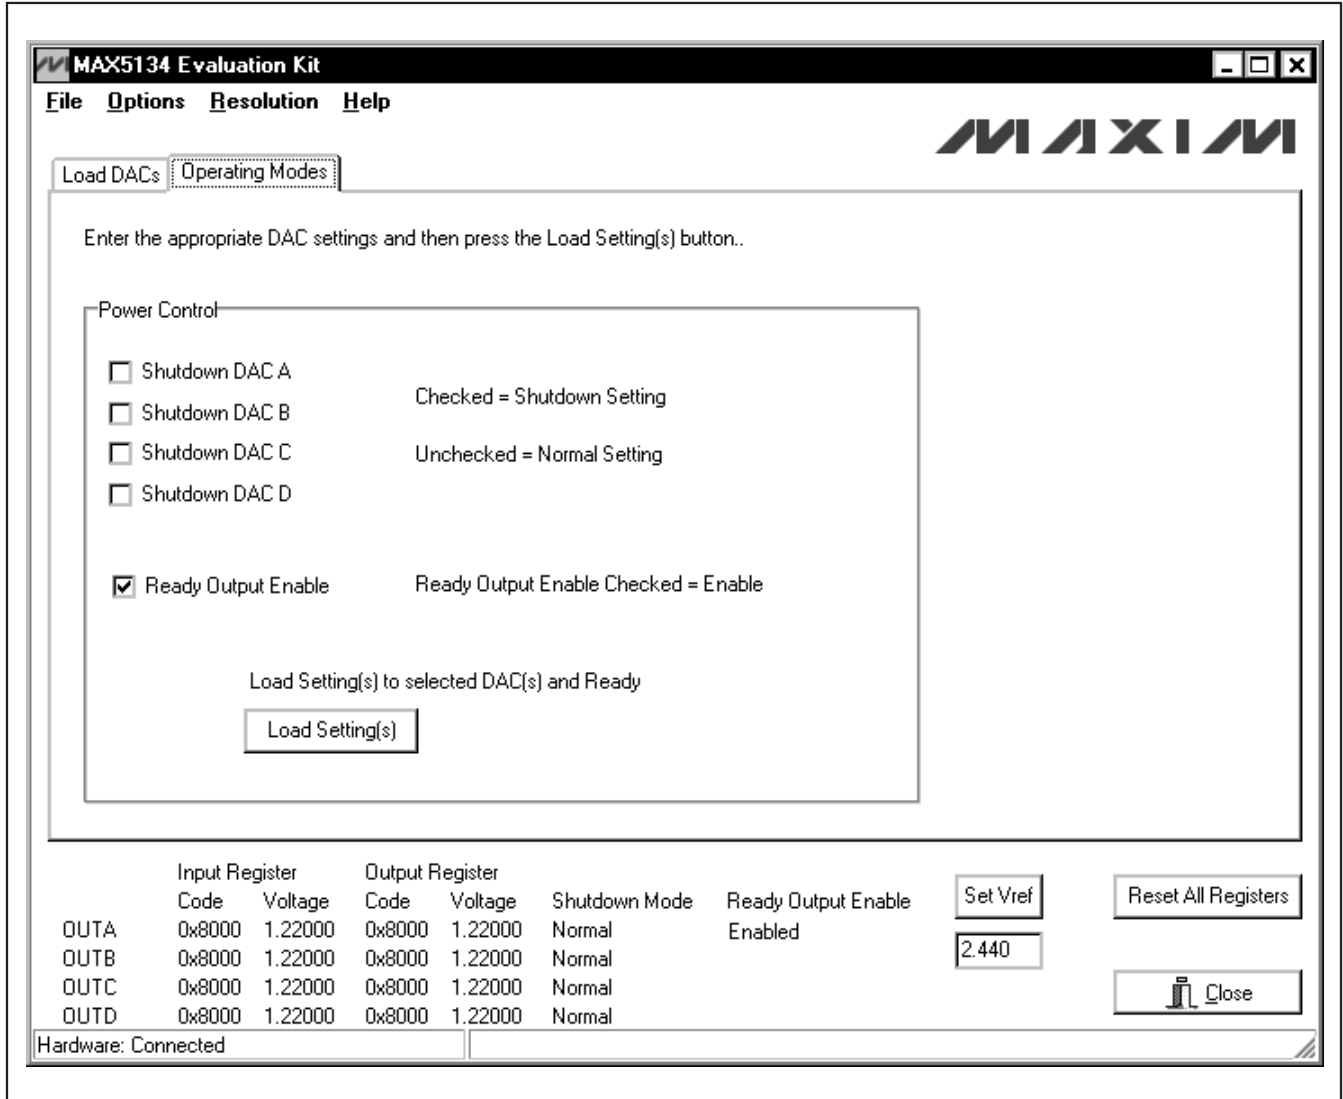 MAX5134 Evaluation Kit
File Options Resolution Help
MAXIM
Load DACs Operating Modes
Enter the appropriate DAC settings and then press the Load Setting(s) button..
Power Control
Shutdown DAC A
Shutdown DAC B
Shutdown DAC C
Shutdown DAC D
Checked = Shutdown Setting
Unchecked = Normal Setting
Ready Output Enable Ready Output Enable Checked = Enable
Load Setting(s) to selected DAC(s) and Ready
Load Setting(s)
Input Register Output Register
Code Voltage Code Voltage Shutdown Mode Ready Output Enable
OUTA 0x8000 1.22000 0x8000 1.22000 Normal Enabled
OUTB 0x8000 1.22000 0x8000 1.22000 Normal
OUTC 0x8000 1.22000 0x8000 1.22000 Normal
OUTD 0x8000 1.22000 0x8000 1.22000 Normal
Set Vref
2.440
Reset All Registers
Close
Hardware: Connected